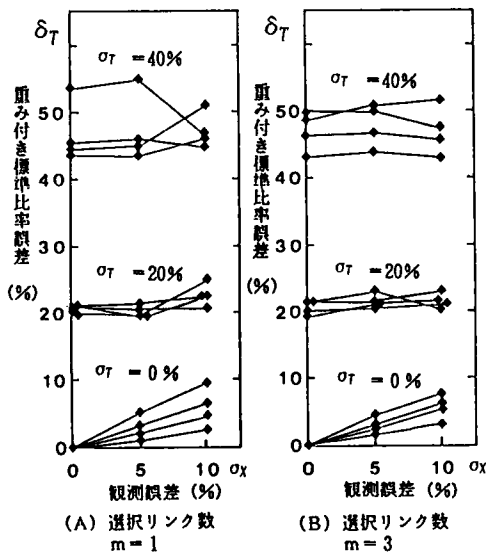 δT
重み付き標準比率誤差
(%)
50
40
30
20
10
0
σT = 40%
σT = 20%
σT = 0%
0 5 10 σX
観測誤差 (%)
(A) 選択リンク数
m = 1
δT
重み付き標準比率誤差
(%)
50
40
30
20
10
0
σT = 40%
σT = 20%
σT = 0%
0 5 10 σX
観測誤差 (%)
(B) 選択リンク数
m = 3